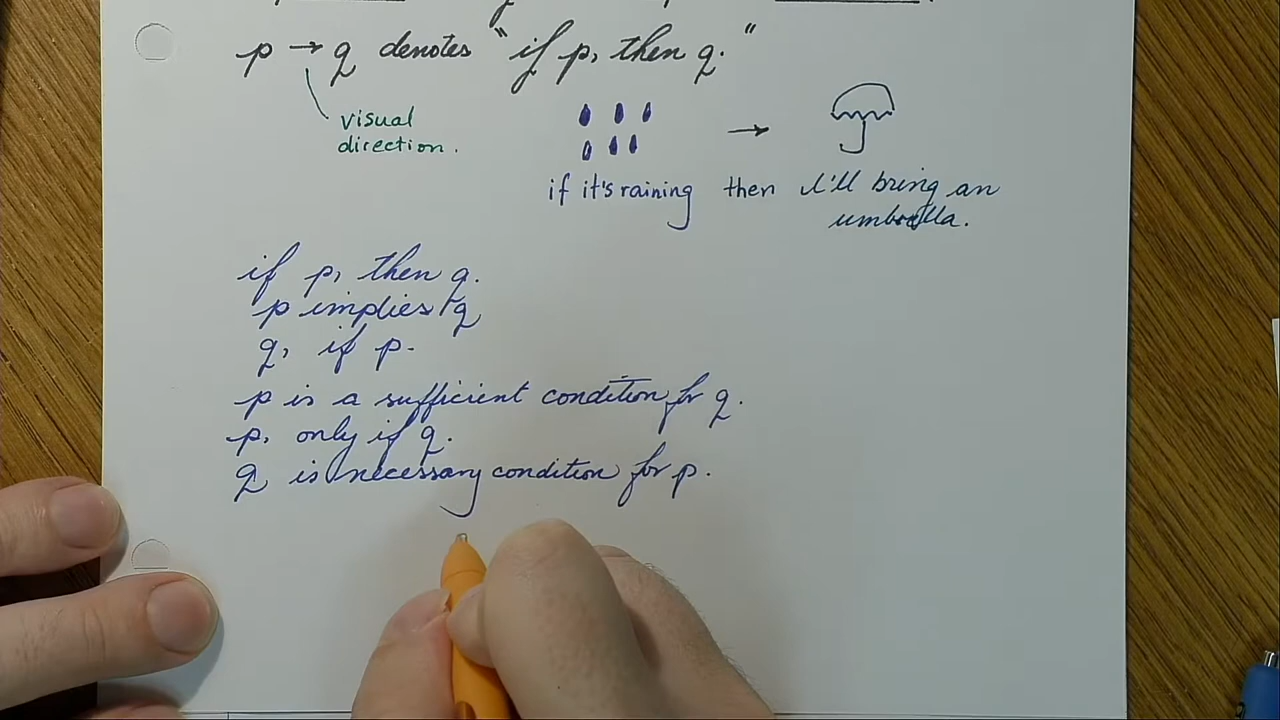 p → q denotes "if p, then q."
visual
direction.
→
if it's raining then I'll bring an
umbrella.
if p, then q.
p implies q
q, if p.
p is a sufficient condition for q.
p, only if q.
q is necessary condition for p.